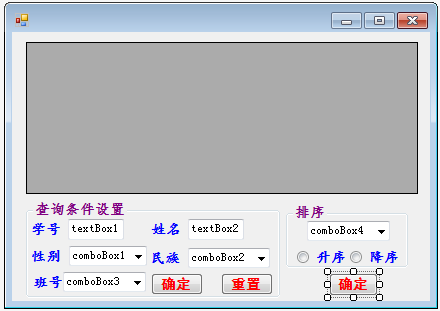 查询条件设置
学号 textBox1 姓名 textBox2
性别 comboBox1 民族 comboBox2
班号 comboBox3 确定 重置
排序
comboBox4
升序 降序
确定